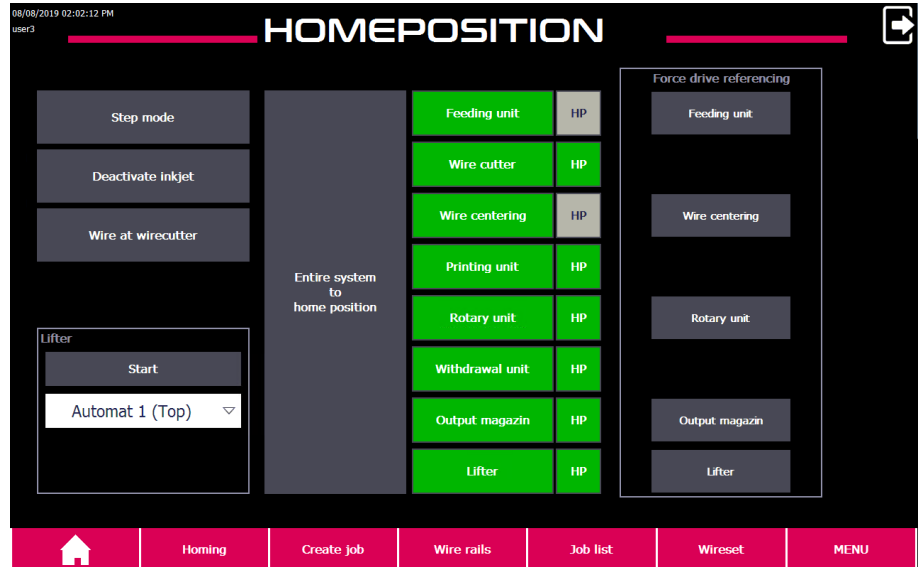 08/08/2019 02:02:12 PM
user3
HOMEPOSITION
Step mode
Deactivate inkjet
Wire at wirecutter
Lifter
Start
Automat 1 (Top)
Entire system
to
home position
Feeding unit HP
Wire cutter HP
Wire centering HP
Printing unit HP
Rotary unit HP
Withdrawal unit HP
Output magazin HP
Lifter HP
Force drive referencing
Feeding unit
Wire centering
Rotary unit
Output magazin
Lifter
Homing Create job Wire rails Job list Wireset MENU